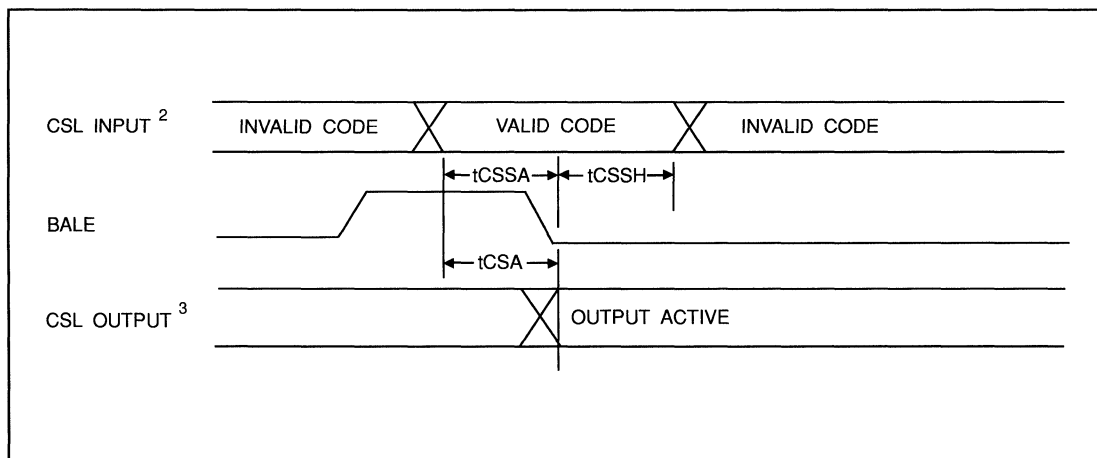 CSL INPUT 2
INVALID CODE
VALID CODE
INVALID CODE
tCSSA
tCSSH
BALE
tCSA
CSL OUTPUT 3
OUTPUT ACTIVE